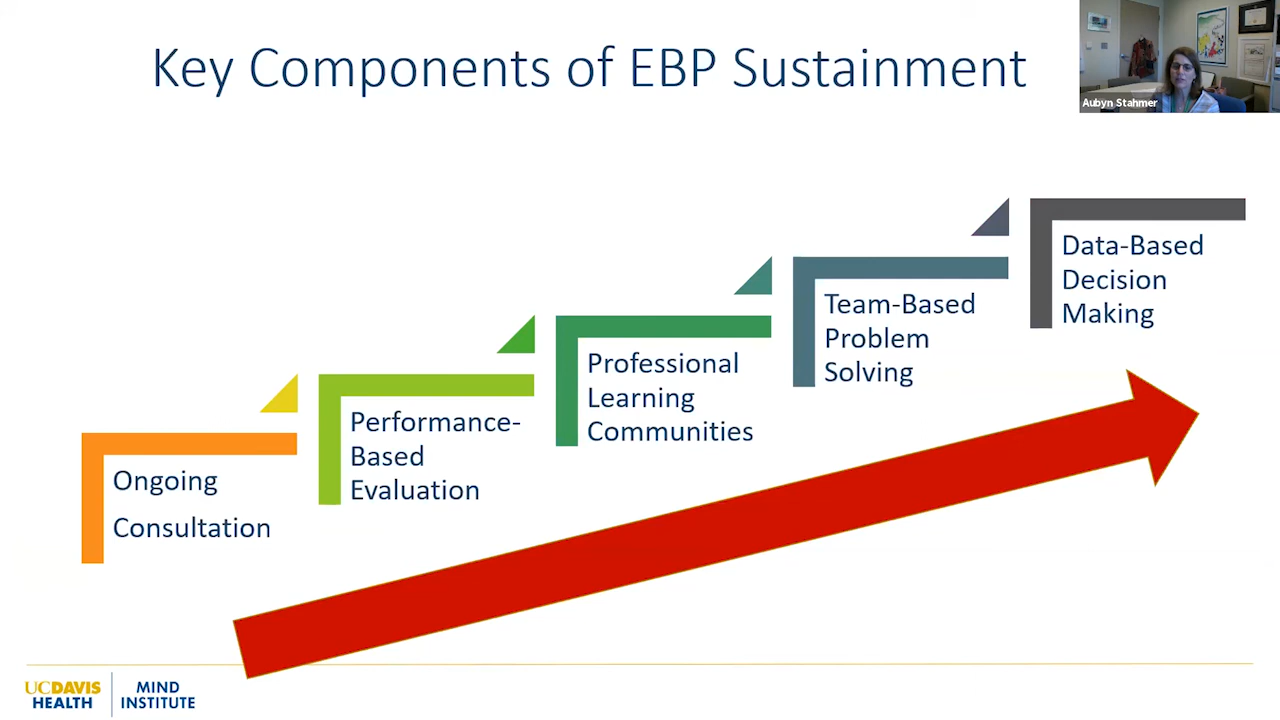 Key Components of EBP Sustainment
Aubyn Stahmer
Ongoing
Consultation
Performance-
Based
Evaluation
Professional
Learning
Communities
Team-Based
Problem
Solving
Data-Based
Decision
Making
UCDAVIS
HEALTH
MIND
INSTITUTE